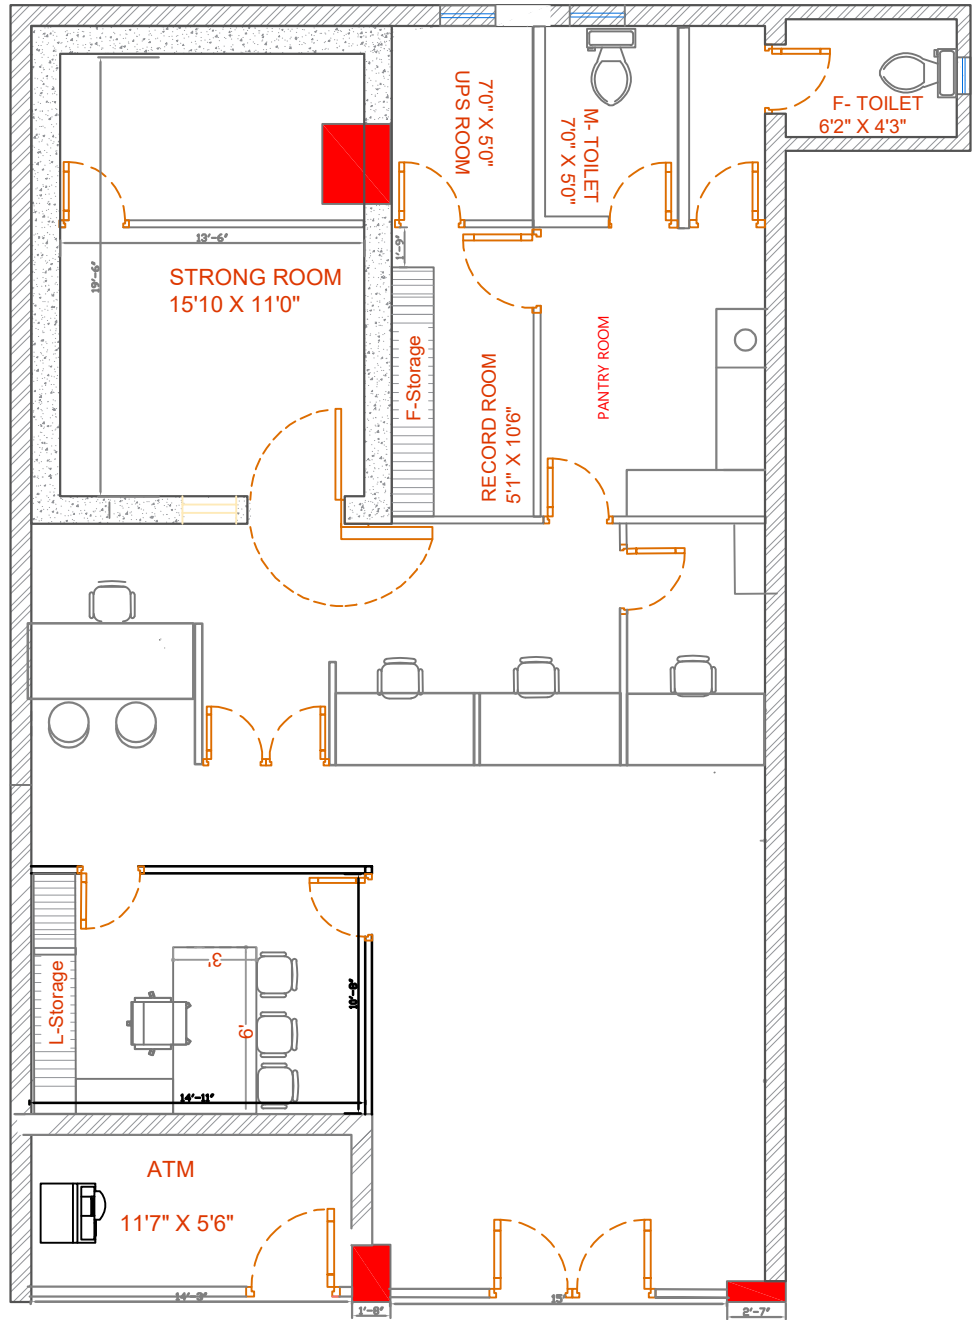 7'0" X 5'0"
UPS ROOM
M- TOILET
7'0" X 5'0"
F- TOILET
6'2" X 4'3"
13'-6"
1'-9"
19'-6"
STRONG ROOM
15'10 X 11'0"
F-Storage
RECORD ROOM
5'1" X 10'6"
PANTRY ROOM
3'
6'
10'-8"
L-Storage
14'-11"
ATM
11'7" X 5'6"
14'-3"
1'-8"
15'
2'-7"